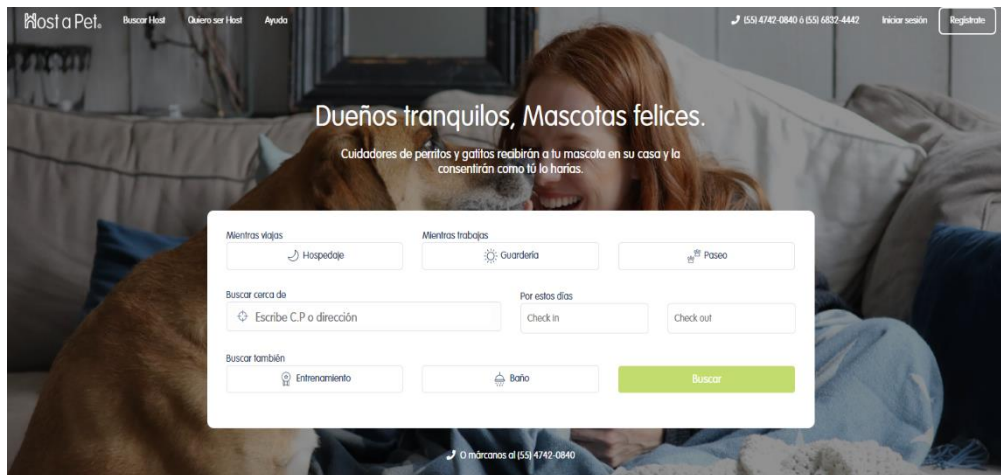 Host a Pet®
Buscar Host
Quiero ser Host
Ayuda
(55) 4742-0840 ó (55) 6832-4442
Iniciar sesión
Regístrate
Dueños tranquilos, Mascotas felices.
Cuidadores de perritos y gatitos recibirán a tu mascota en su casa y la
consentirán como tú lo harías.
Mientras viajas
Mientras trabajas
Hospedaje
Guardería
Paseo
Buscar cerca de
Por estos días
Escribe C.P o dirección
Check in
Check out
Buscar también
Entrenamiento
Baño
Buscar
O márcanos al (55) 4742-0840